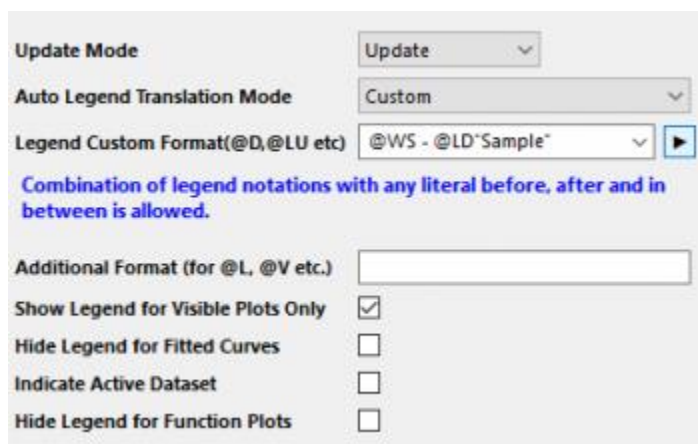 Update Mode Update
Auto Legend Translation Mode Custom
Legend Custom Format(@D,@LU etc) @WS - @LD"Sample"
Combination of legend notations with any literal before, after and in
between is allowed.
Additional Format (for @L, @V etc.)
Show Legend for Visible Plots Only
Hide Legend for Fitted Curves
Indicate Active Dataset
Hide Legend for Function Plots